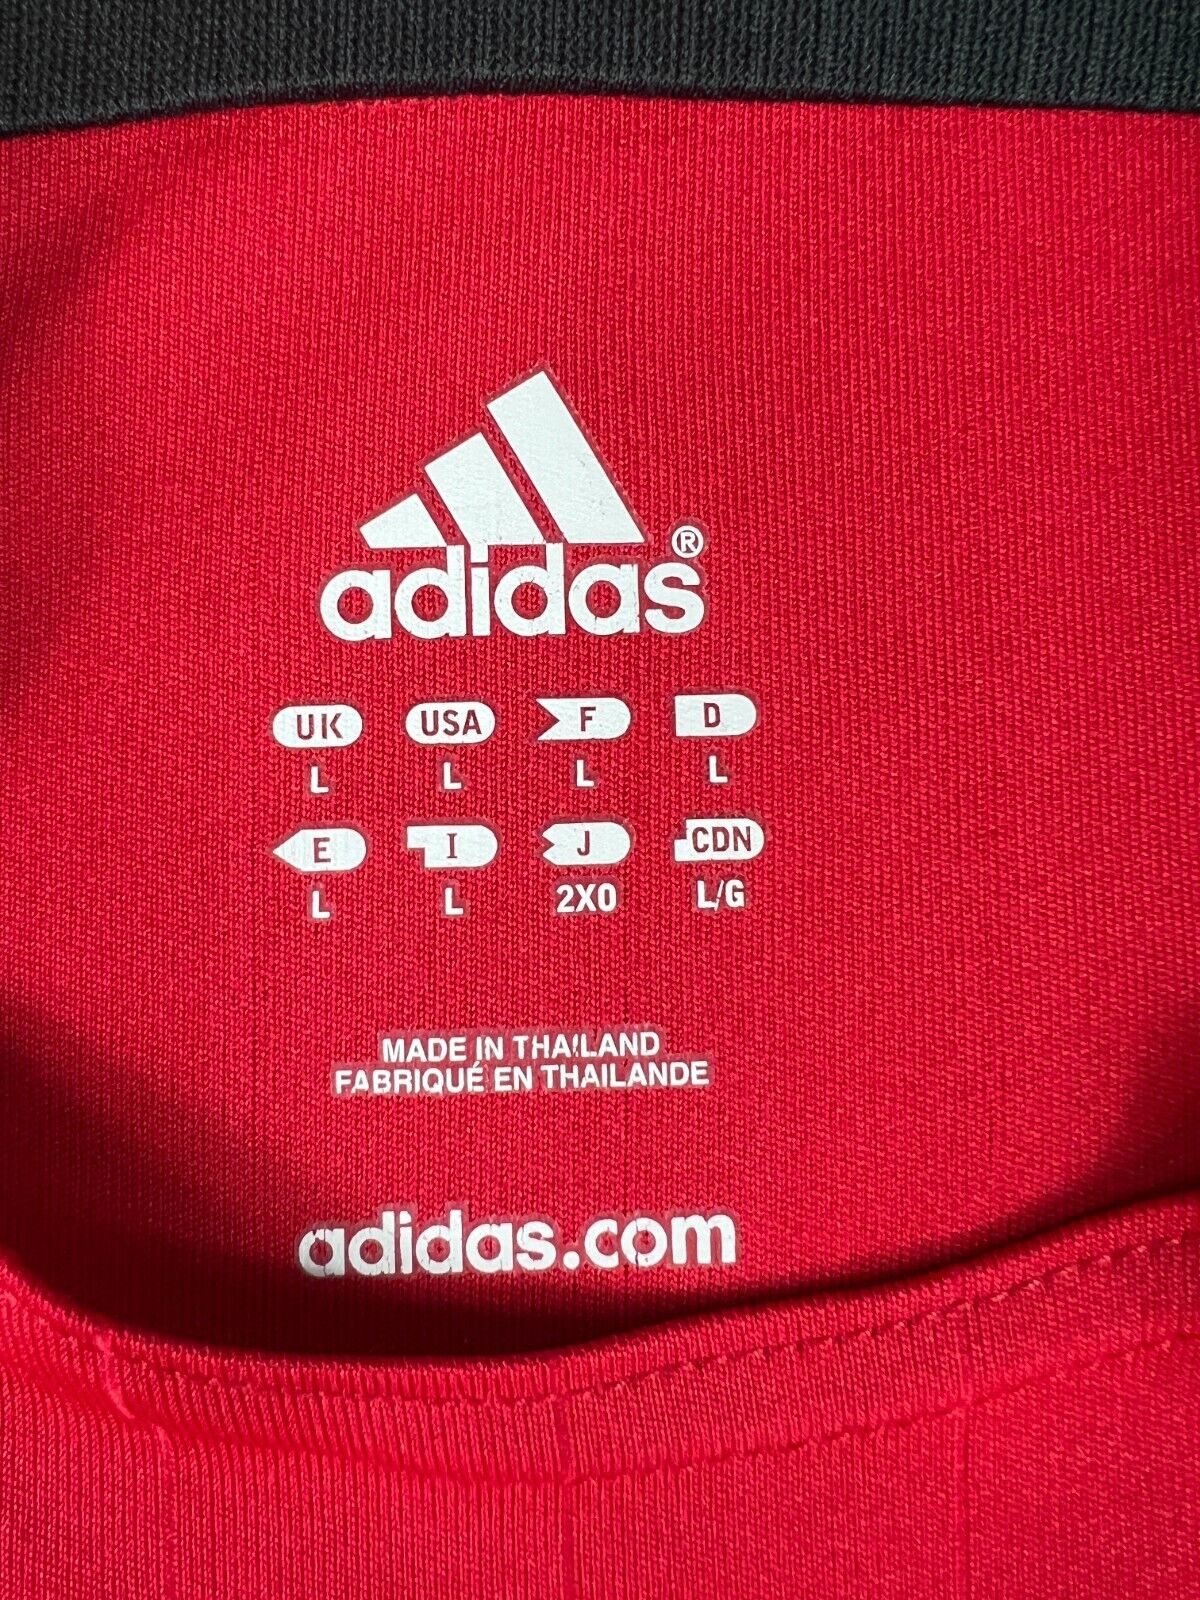 adidas®
UK USA F D
L L L L
E I J CDN
L L 2XO L/G
MADE IN THAILAND
FABRIQUÉ EN THAILANDE
adidas.com